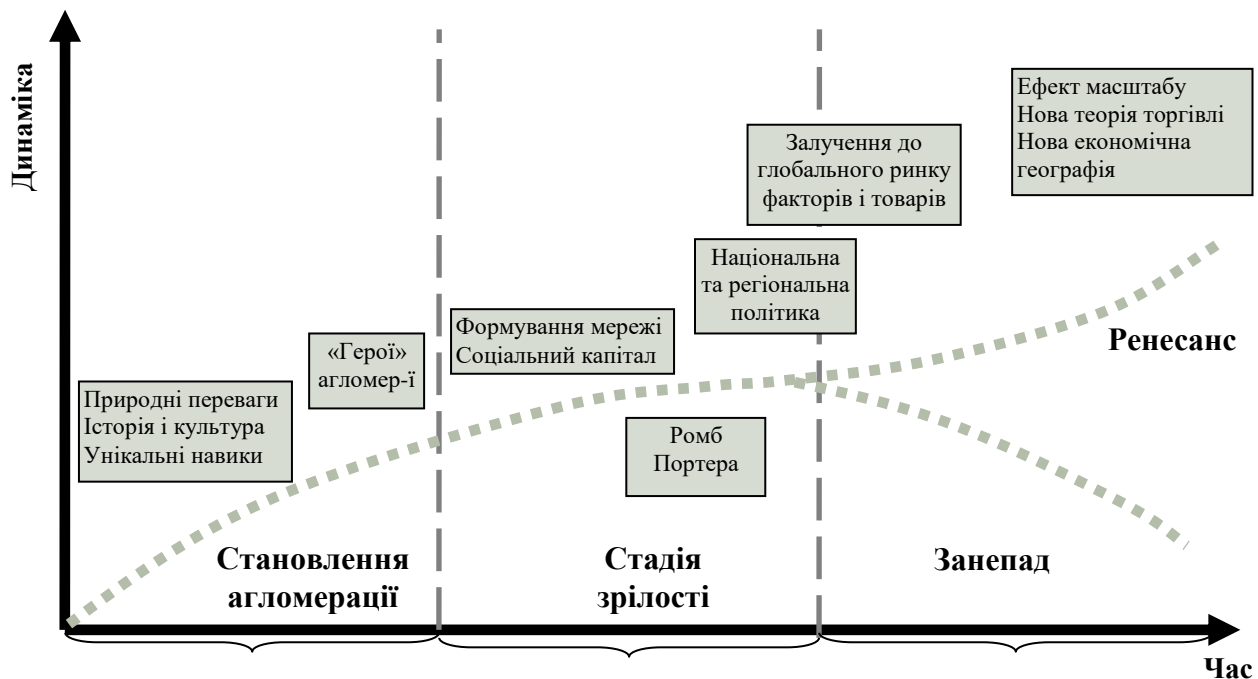 Динаміка
Природні переваги
Історія і культура
Унікальні навики
«Герої»
агломер-ї
Формування мережі
Соціальний капітал
Ромб
Портера
Національна
та регіональна
політика
Залучення до
глобального ринку
факторів і товарів
Ефект масштабу
Нова теорія торгівлі
Нова економічна
географія
Ренесанс
Становлення
агломерації
Стадія
зрілості
Занепад
Час